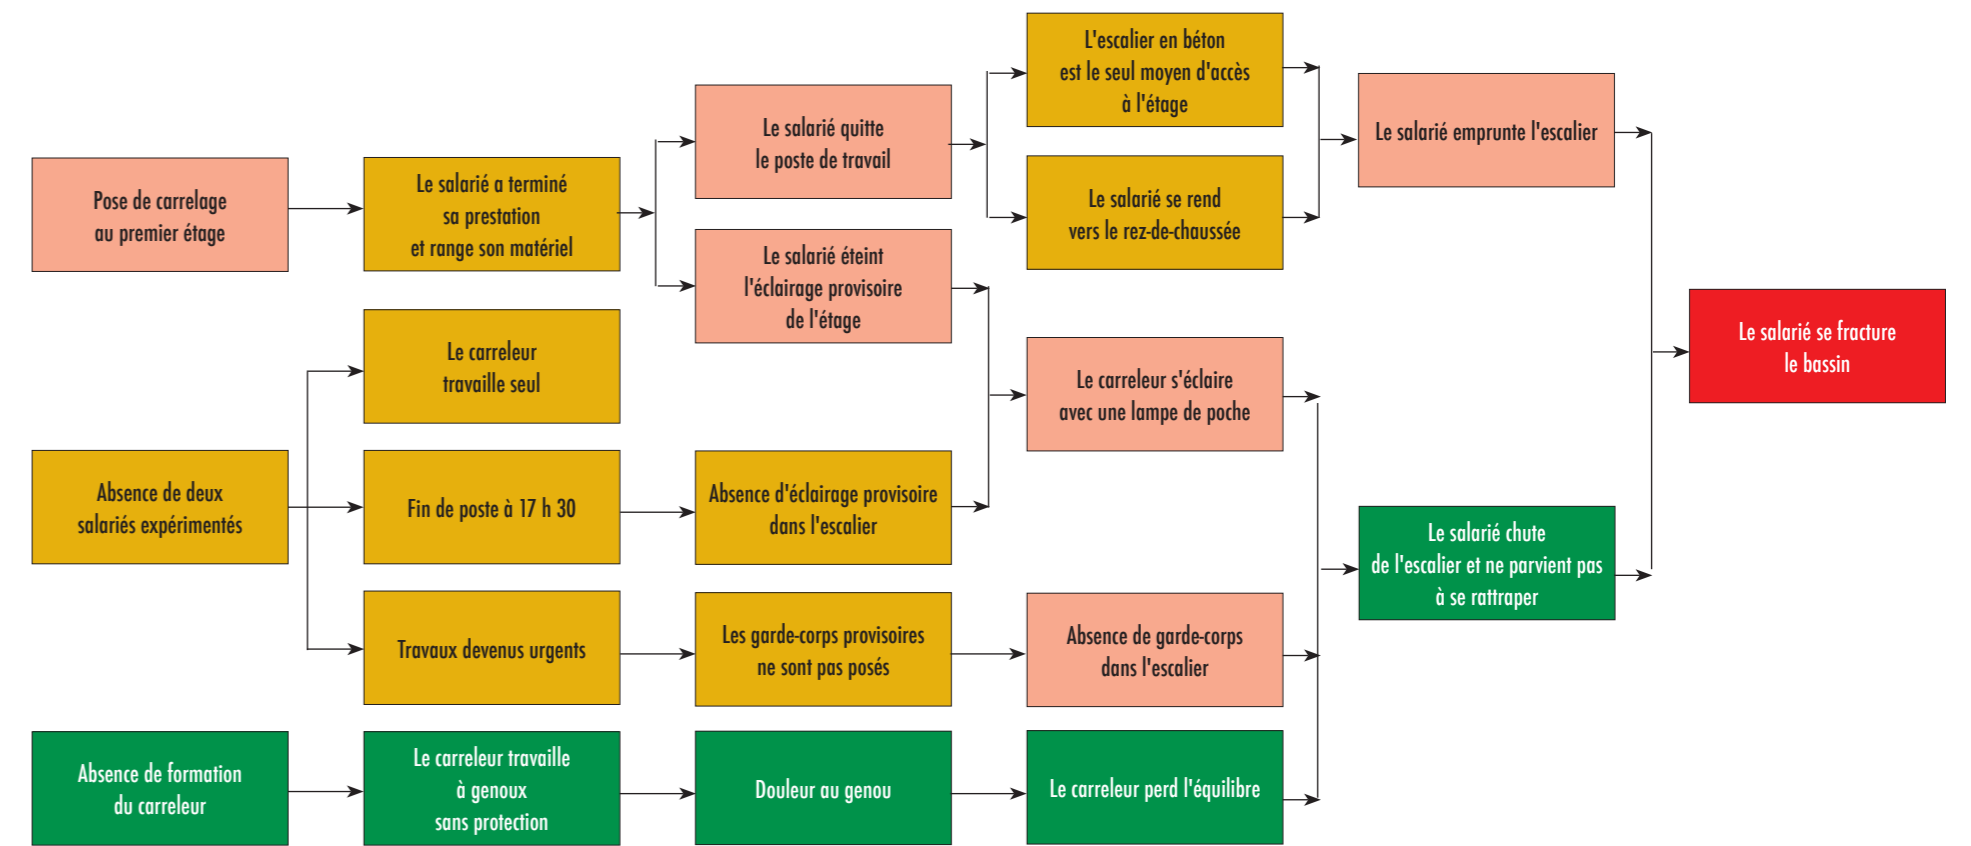 Pose de carrelage
au premier étage
Le salarié a terminé
sa prestation
et range son matériel
Le salarié quitte
le poste de travail
L'escalier en béton
est le seul moyen d'accès
à l'étage
Le salarié se rend
vers le rez-de-chaussée
Le salarié emprunte l'escalier
Le salarié éteint
l'éclairage provisoire
de l'étage
Le salarié se fracture
le bassin
Le carreleur
travaille seul
Le carreleur s'éclaire
avec une lampe de poche
Absence de deux
salariés expérimentés
Fin de poste à 17 h 30
Absence d'éclairage provisoire
dans l'escalier
Le salarié chute
de l'escalier et ne parvient pas
à se rattraper
Travaux devenus urgents
Les garde-corps provisoires
ne sont pas posés
Absence de garde-corps
dans l'escalier
Absence de formation
du carreleur
Le carreleur travaille
à genoux
sans protection
Douleur au genou
Le carreleur perd l'équilibre